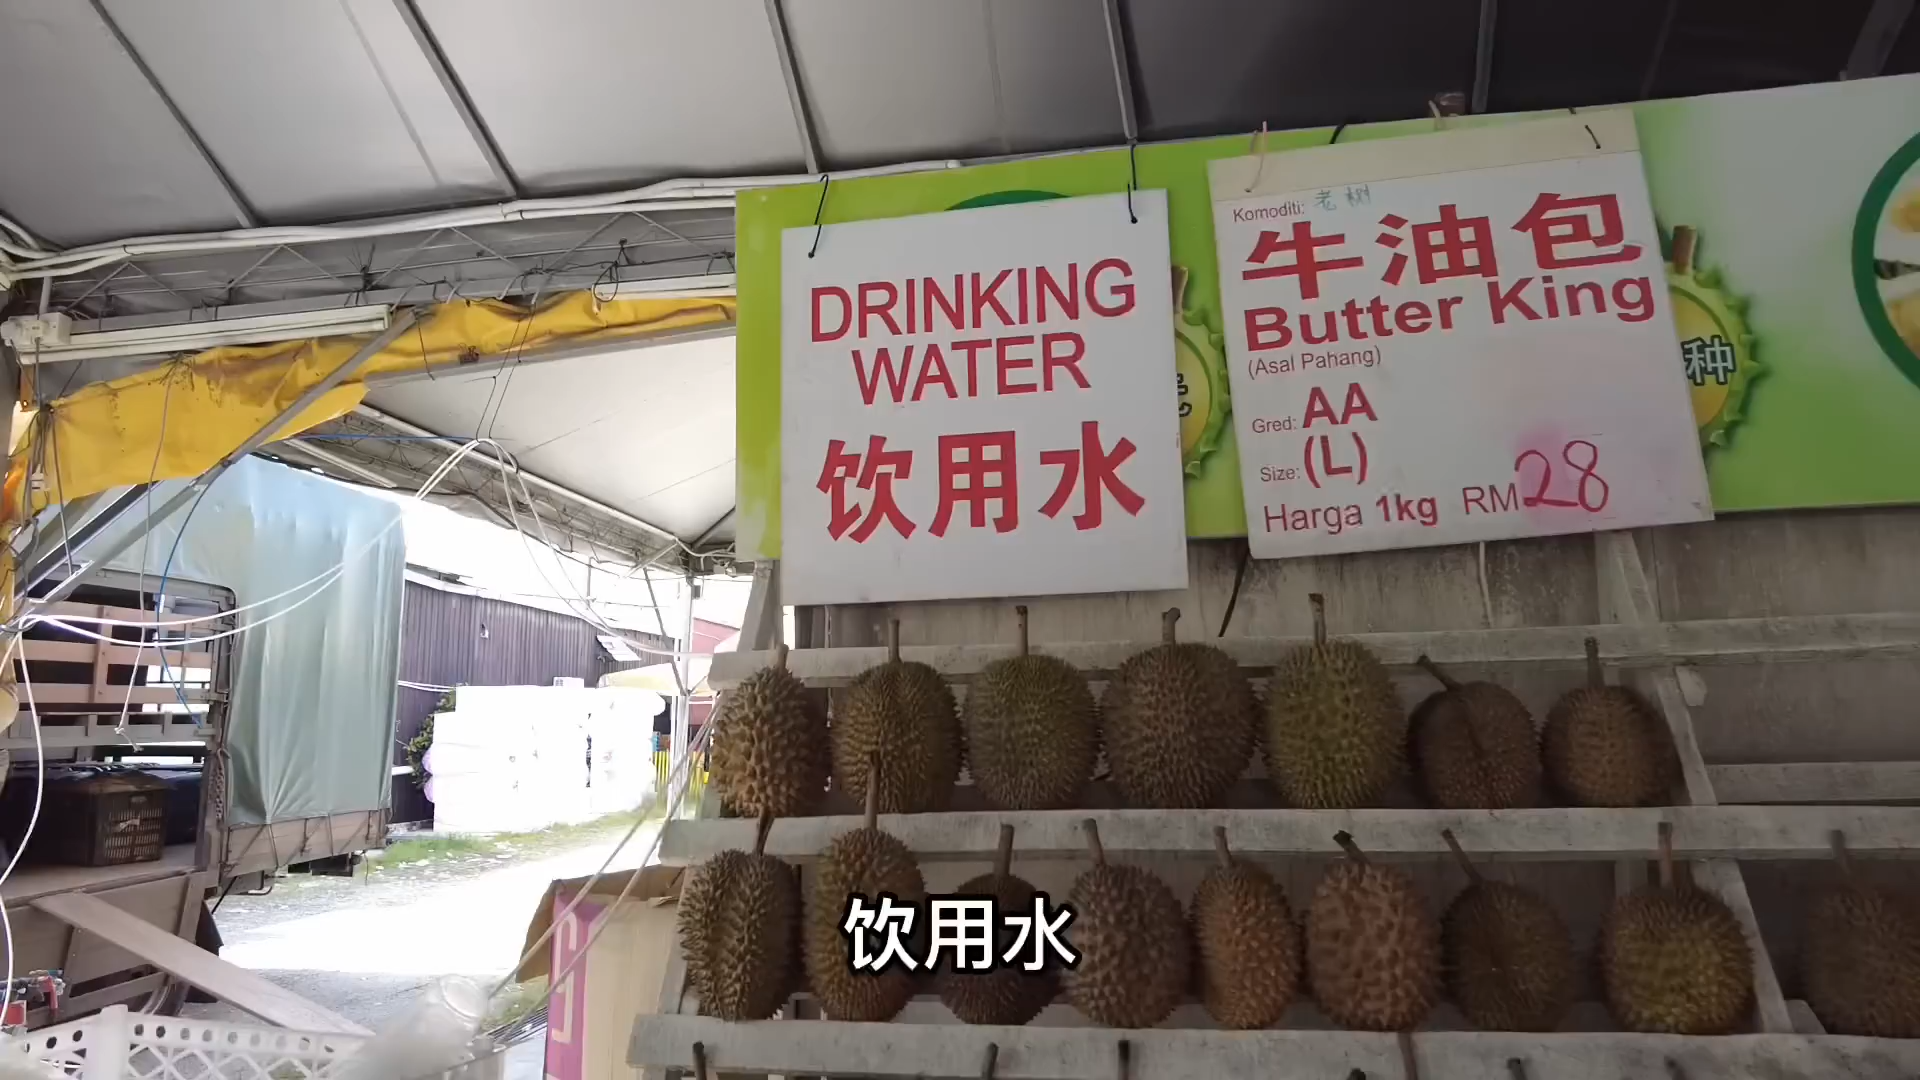 DRINKING
WATER
饮用水
Komoditi: 老树
牛油包
Butter King
(Asal Pahang)
Gred: AA
Size: (L)
Harga 1kg RM28
种
饮用水